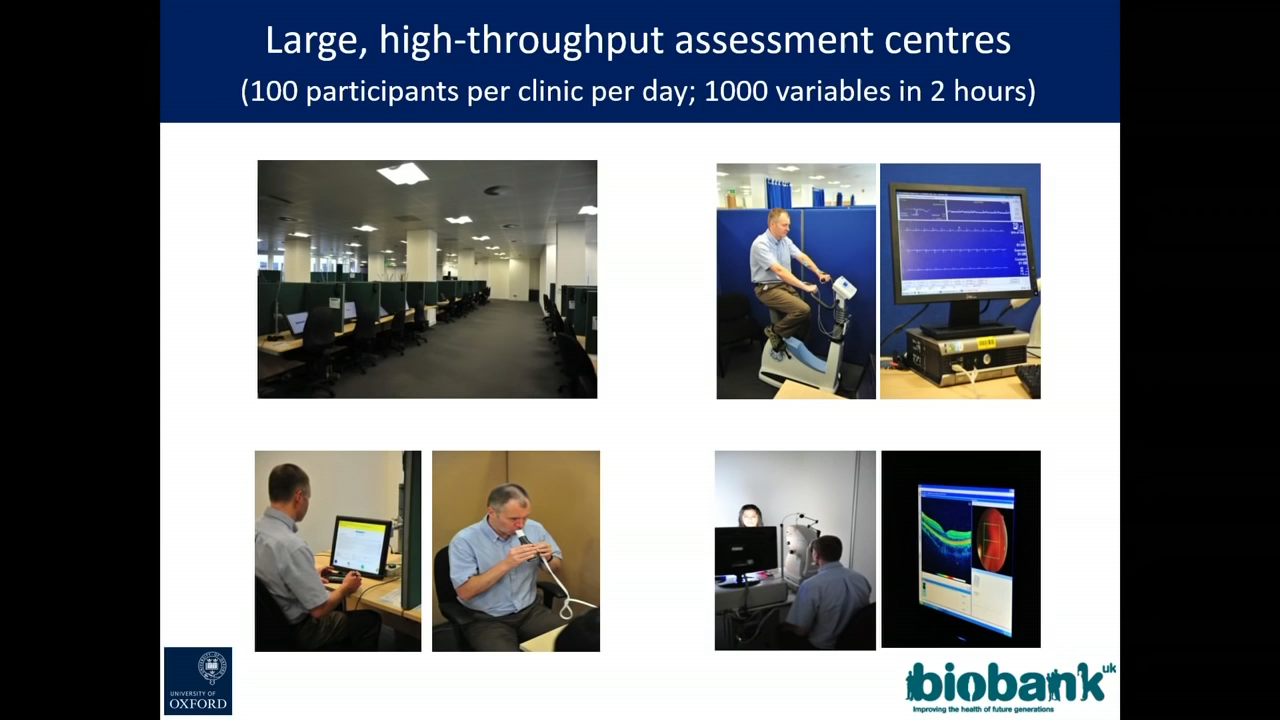 Large, high-throughput assessment centres
(100 participants per clinic per day; 1000 variables in 2 hours)
UNIVERSITY OF
OXFORD
biobank uk
Improving the health of future generations